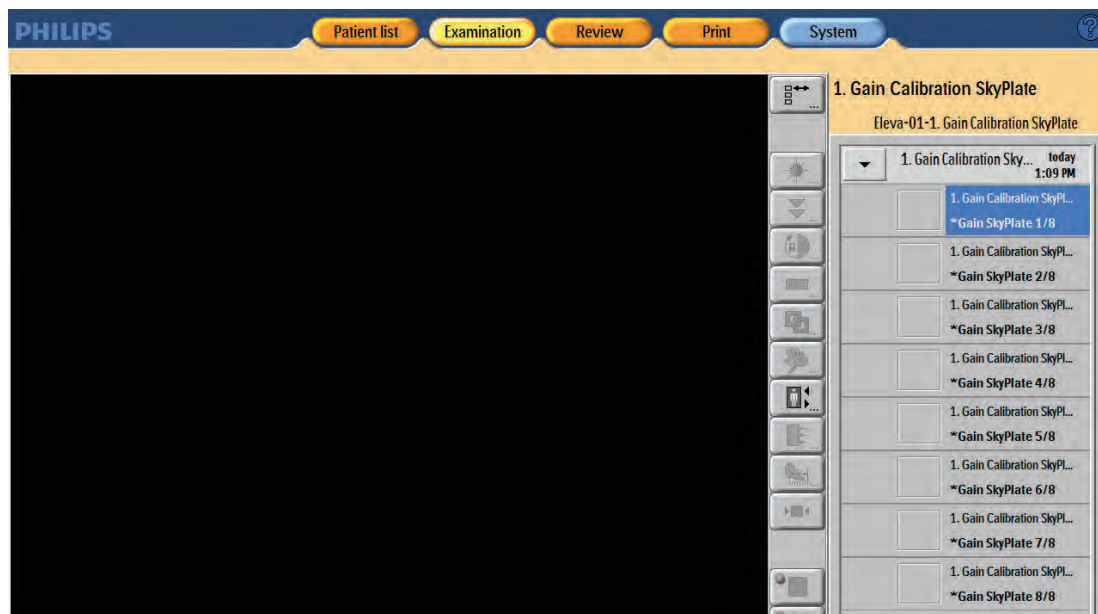 PHILIPS
Patient list
Examination
Review
Print
System
?
1. Gain Calibration SkyPlate
Eleva-01-1. Gain Calibration SkyPlate
1. Gain Calibration Sky... today
1:09 PM
1. Gain Calibration SkyPl...
*Gain SkyPlate 1/8
1. Gain Calibration SkyPl...
*Gain SkyPlate 2/8
1. Gain Calibration SkyPl...
*Gain SkyPlate 3/8
1. Gain Calibration SkyPl...
*Gain SkyPlate 4/8
1. Gain Calibration SkyPl...
*Gain SkyPlate 5/8
1. Gain Calibration SkyPl...
*Gain SkyPlate 6/8
1. Gain Calibration SkyPl...
*Gain SkyPlate 7/8
1. Gain Calibration SkyPl...
*Gain SkyPlate 8/8